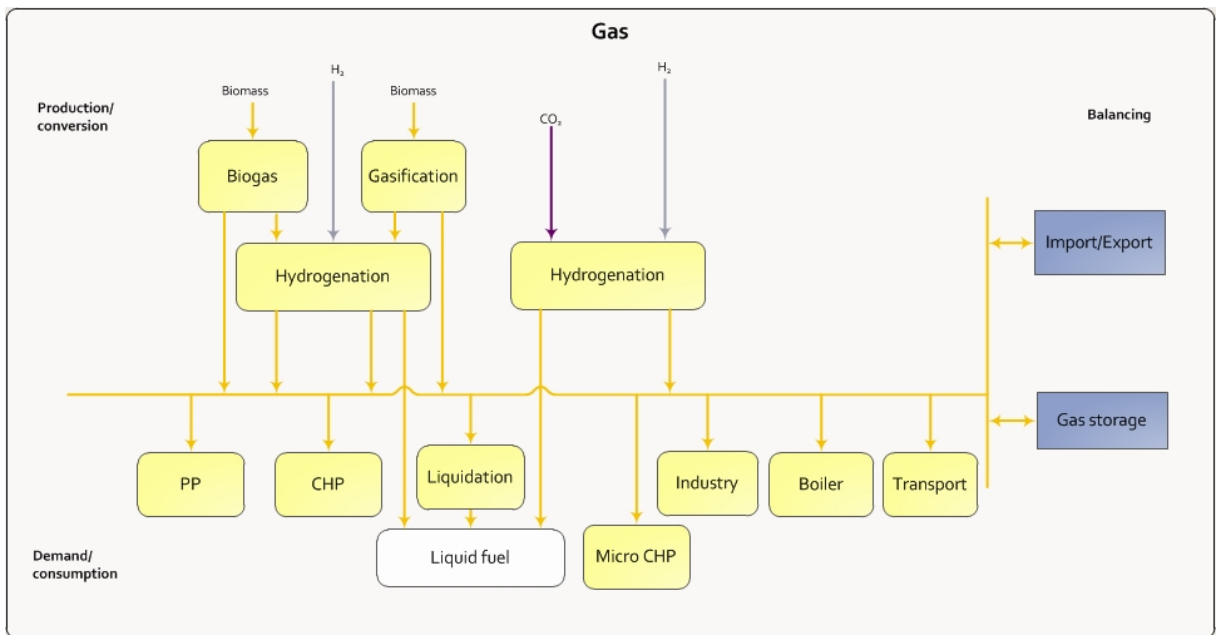 Gas
H₂
H₂
Biomass
Biomass
Production/
conversion
CO₂
Balancing
Biogas
Gasification
Import/Export
Hydrogenation
Hydrogenation
Gas storage
PP
CHP
Liquidation
Industry
Boiler
Transport
Liquid fuel
Micro CHP
Demand/
consumption